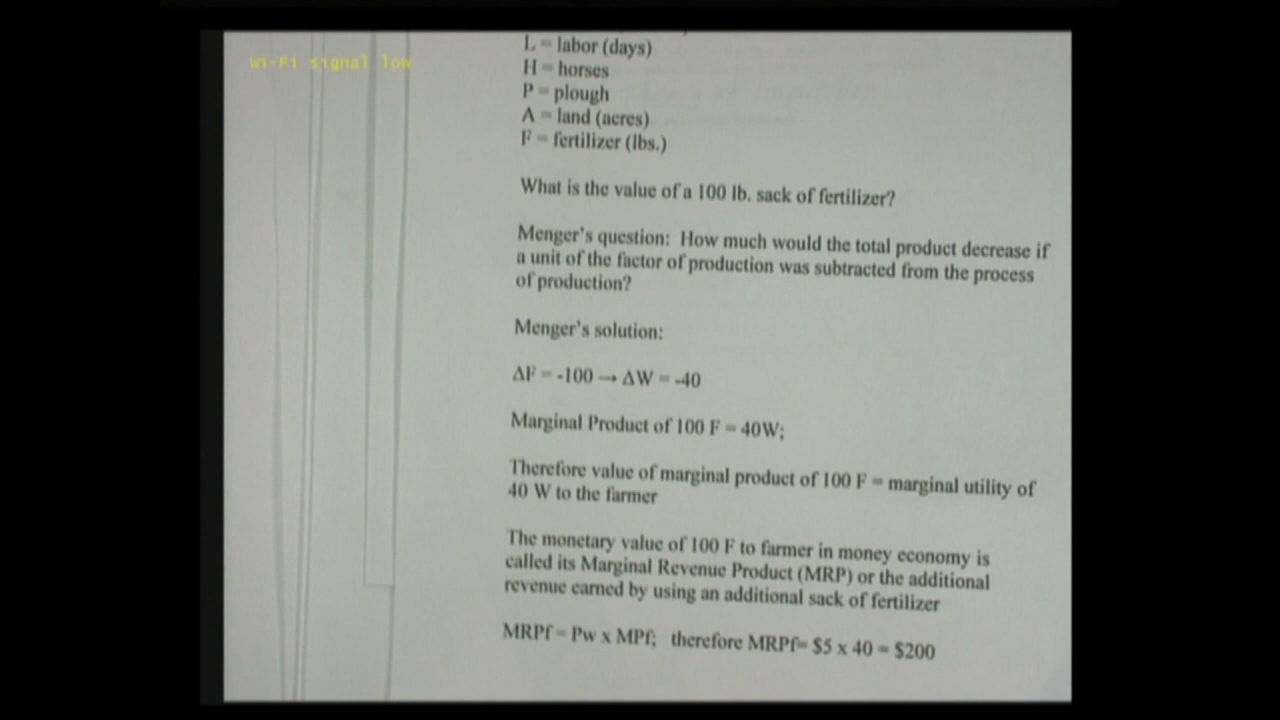 Wi-Fi signal low
L = labor (days)
H = horses
P = plough
A = land (acres)
F = fertilizer (lbs.)
What is the value of a 100 lb. sack of fertilizer?
Menger's question: How much would the total product decrease if
a unit of the factor of production was subtracted from the process
of production?
Menger's solution:
ΔF = -100 → ΔW = -40
Marginal Product of 100 F = 40W;
Therefore value of marginal product of 100 F = marginal utility of
40 W to the farmer
The monetary value of 100 F to farmer in money economy is
called its Marginal Revenue Product (MRP) or the additional
revenue earned by using an additional sack of fertilizer
MRPf = Pw x MPf; therefore MRPf= $5 x 40 = $200